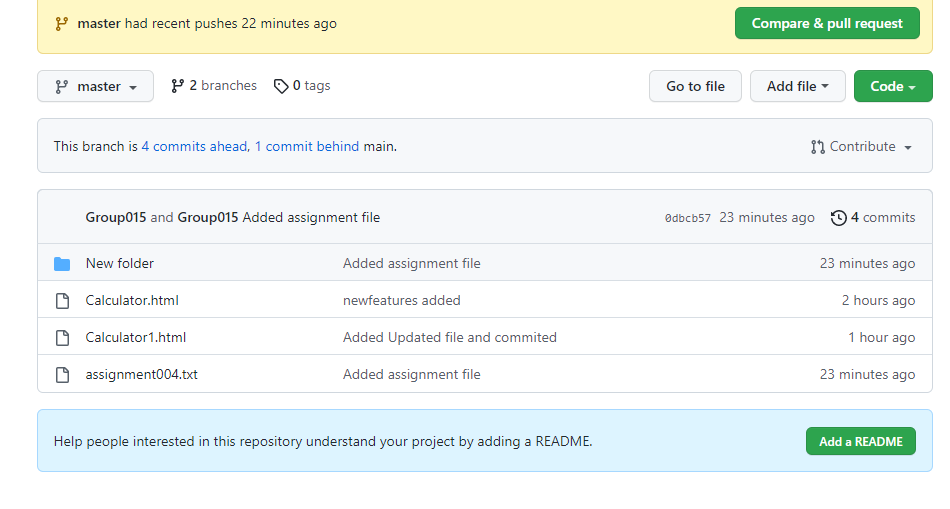 master had recent pushes 22 minutes ago Compare & pull request
master 2 branches 0 tags Go to file Add file Code
This branch is 4 commits ahead, 1 commit behind main. Contribute
Group015 and Group015 Added assignment file 0dbcb57 23 minutes ago 4 commits
New folder Added assignment file 23 minutes ago
Calculator.html newfeatures added 2 hours ago
Calculator1.html Added Updated file and commited 1 hour ago
assignment004.txt Added assignment file 23 minutes ago
Help people interested in this repository understand your project by adding a README. Add a README